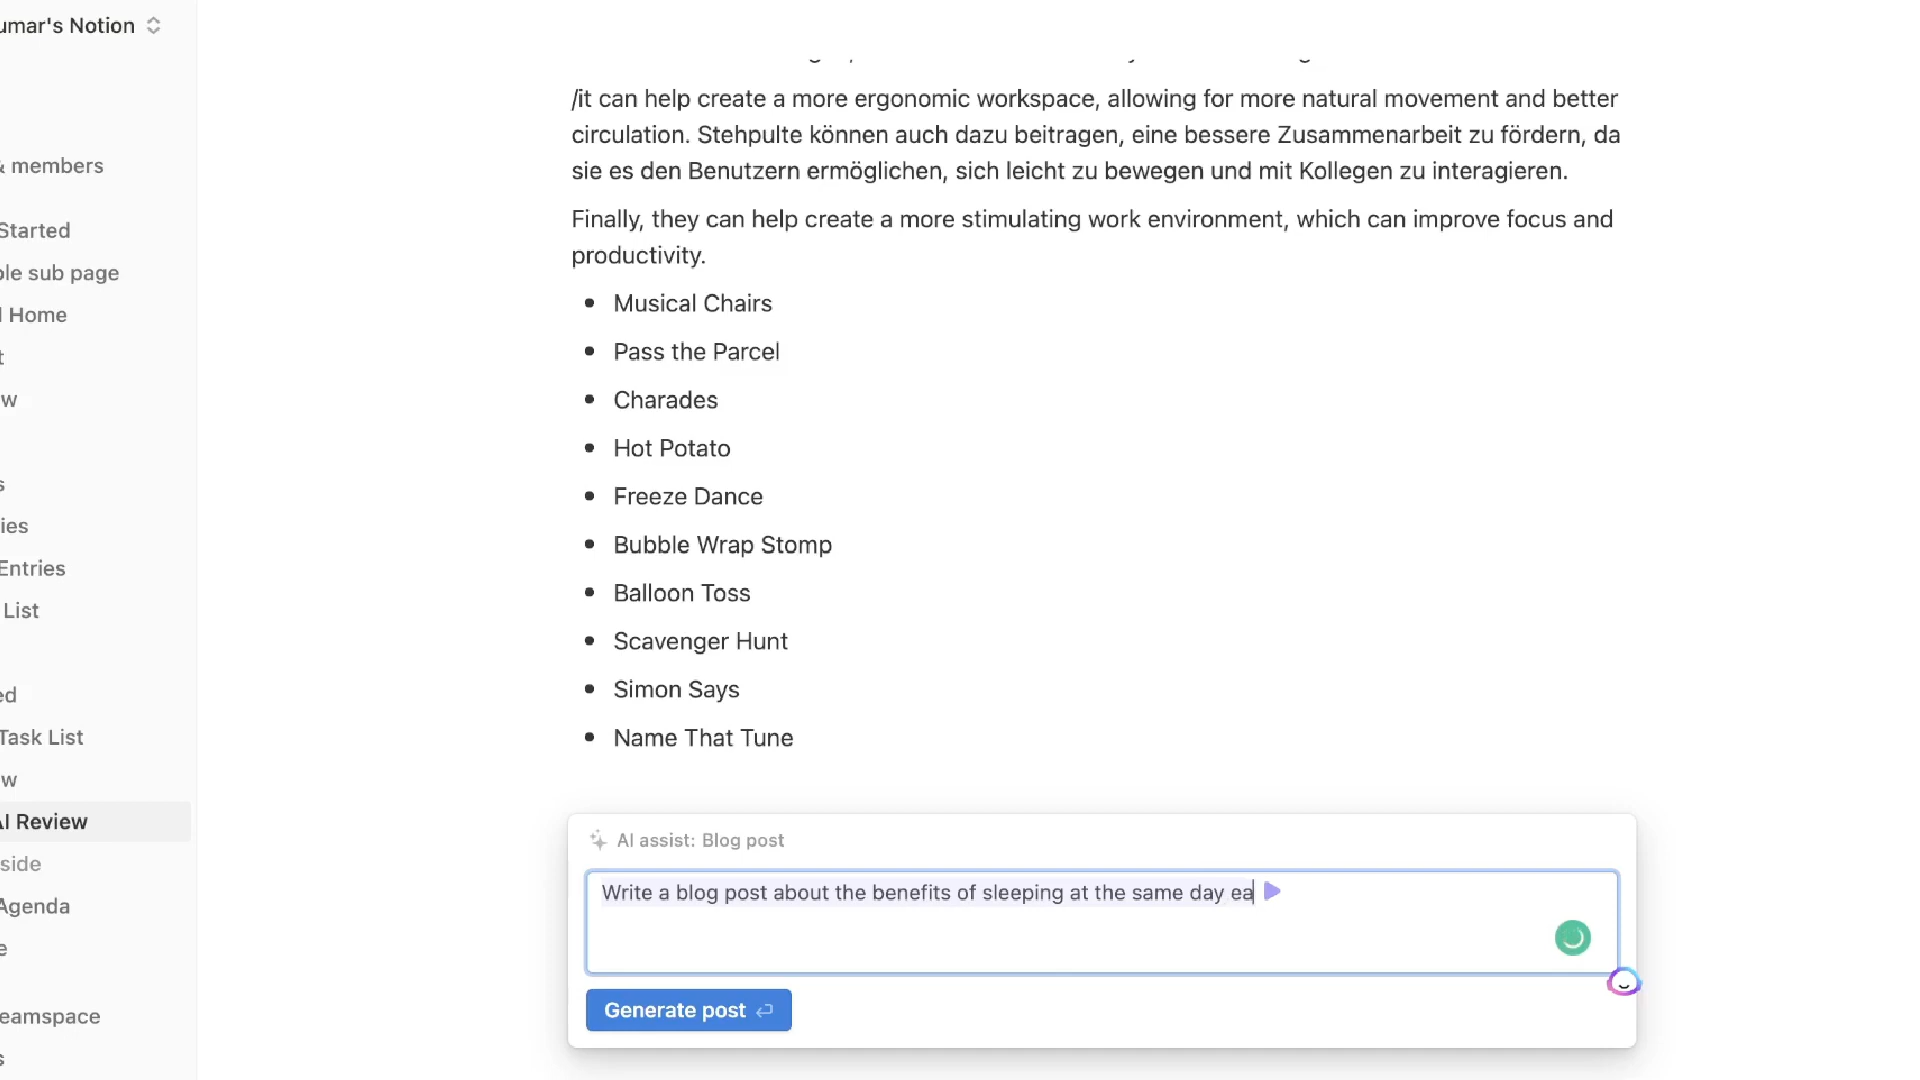 umar's Notion
& members
Started
ple sub page
Home
t
w
s
ies
Entries
List
ed
Task List
w
AI Review
side
Agenda
e
eamspace
s
/it can help create a more ergonomic workspace, allowing for more natural movement and better
circulation. Stehpulte können auch dazu beitragen, eine bessere Zusammenarbeit zu fördern, da
sie es den Benutzern ermöglichen, sich leicht zu bewegen und mit Kollegen zu interagieren.
Finally, they can help create a more stimulating work environment, which can improve focus and
productivity.
• Musical Chairs
• Pass the Parcel
• Charades
• Hot Potato
• Freeze Dance
• Bubble Wrap Stomp
• Balloon Toss
• Scavenger Hunt
• Simon Says
• Name That Tune
AI assist: Blog post
Write a blog post about the benefits of sleeping at the same day ea
Generate post